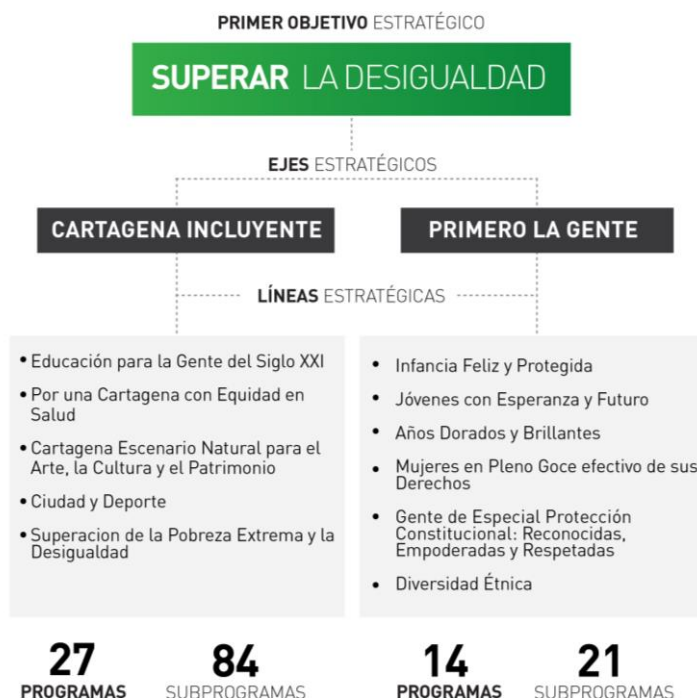 PRIMER OBJETIVO ESTRATÉGICO
SUPERAR LA DESIGUALDAD
EJES ESTRATÉGICOS
CARTAGENA INCLUYENTE
PRIMERO LA GENTE
LÍNEAS ESTRATÉGICAS
• Educación para la Gente del Siglo XXI
• Por una Cartagena con Equidad en
Salud
• Cartagena Escenario Natural para el
Arte, la Cultura y el Patrimonio
• Ciudad y Deporte
• Superacion de la Pobreza Extrema y la
Desigualdad
• Infancia Feliz y Protegida
• Jóvenes con Esperanza y Futuro
• Años Dorados y Brillantes
• Mujeres en Pleno Goce efectivo de sus
Derechos
• Gente de Especial Protección
Constitucional: Reconocidas,
Empoderadas y Respetadas
• Diversidad Étnica
27
PROGRAMAS
84
SUBPROGRAMAS
14
PROGRAMAS
21
SUBPROGRAMAS